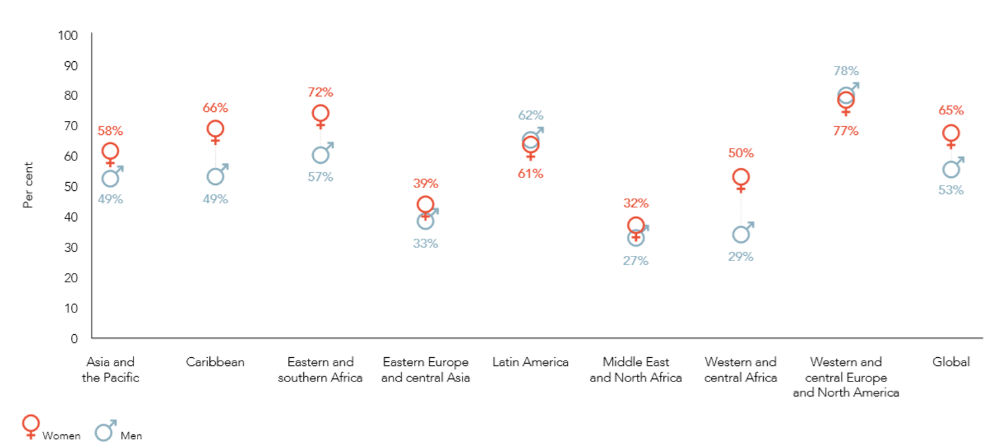 100
90
80
70
60
50
40
30
20
10
0
Per cent
58%
49%
66%
49%
72%
57%
39%
33%
62%
61%
32%
27%
50%
29%
78%
77%
65%
53%
Asia and
the Pacific
Caribbean
Eastern and
southern Africa
Eastern Europe
and central Asia
Latin America
Middle East
and North Africa
Western and
central Africa
Western and
central Europe
and North America
Global
Women
Men